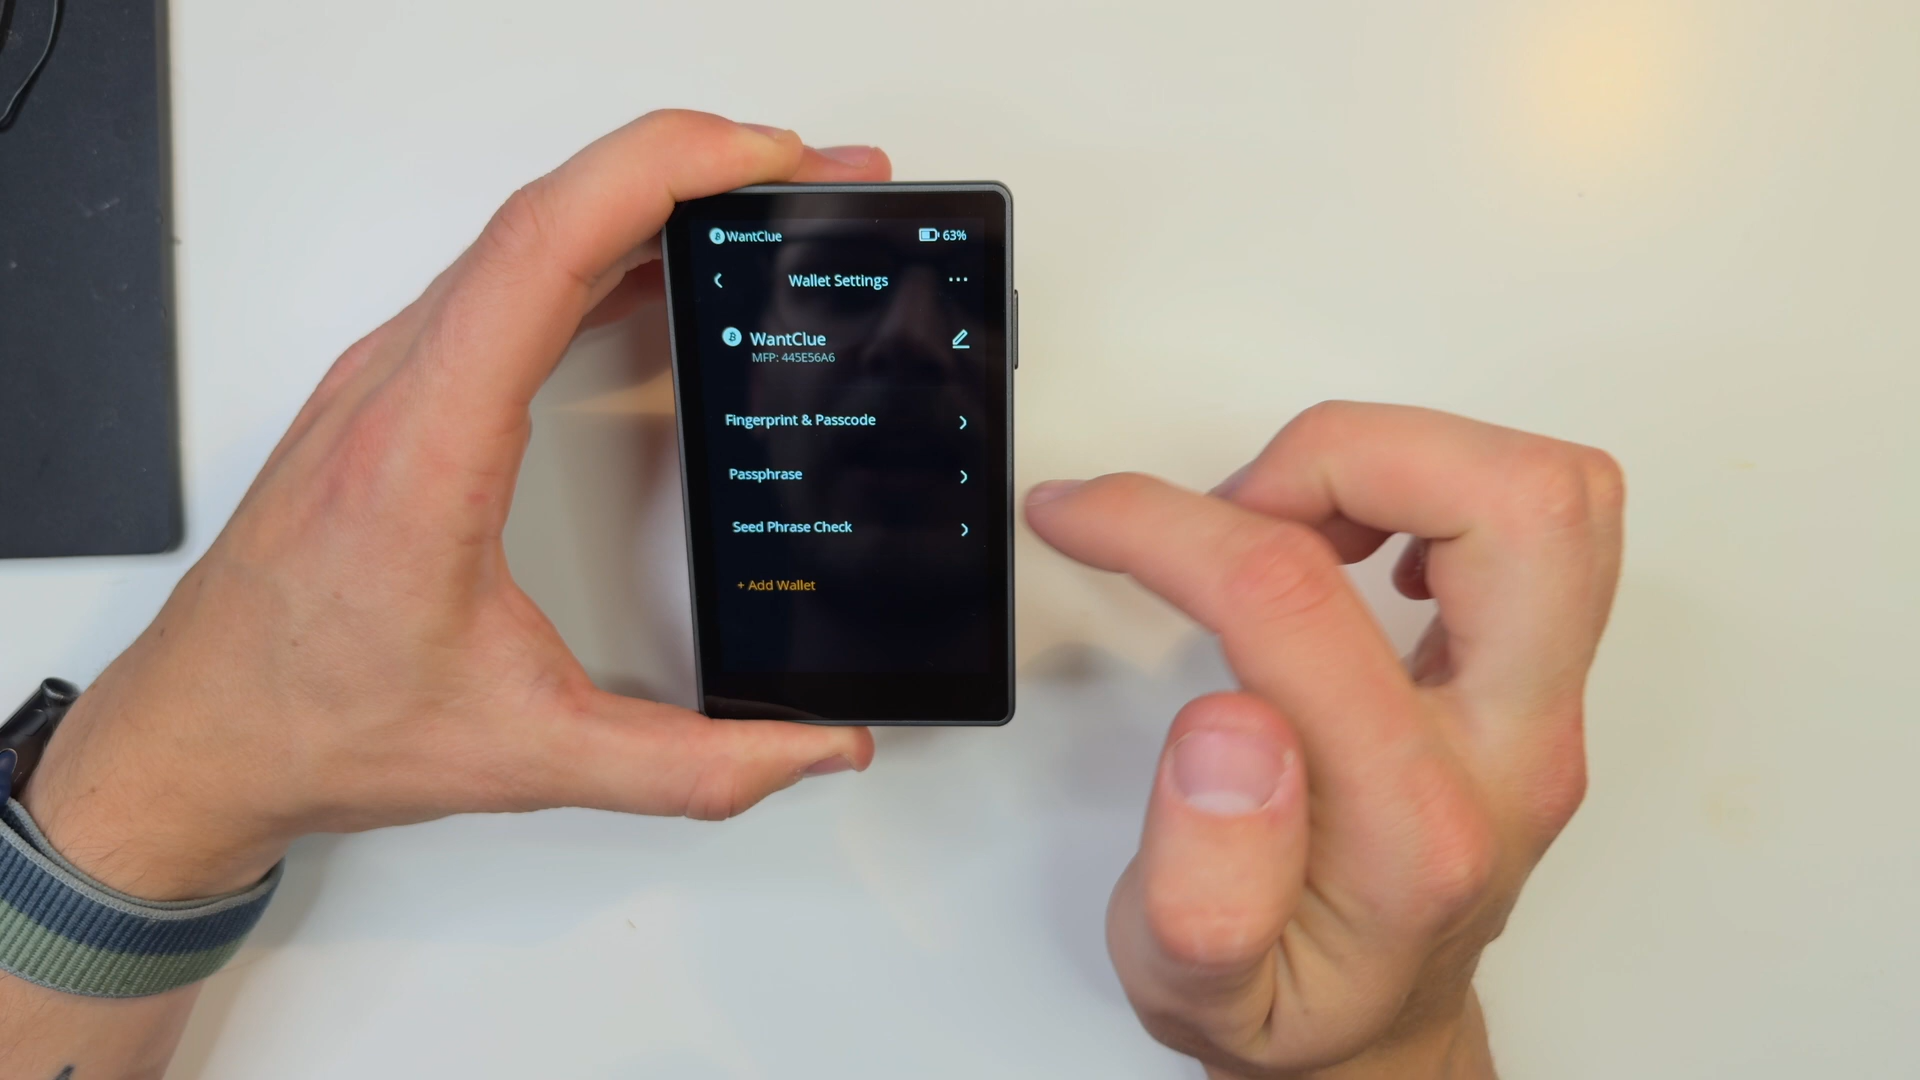 WantClue 63%
Wallet Settings
WantClue
MFP: 445E56A6
Fingerprint & Passcode
Passphrase
Seed Phrase Check
+ Add Wallet